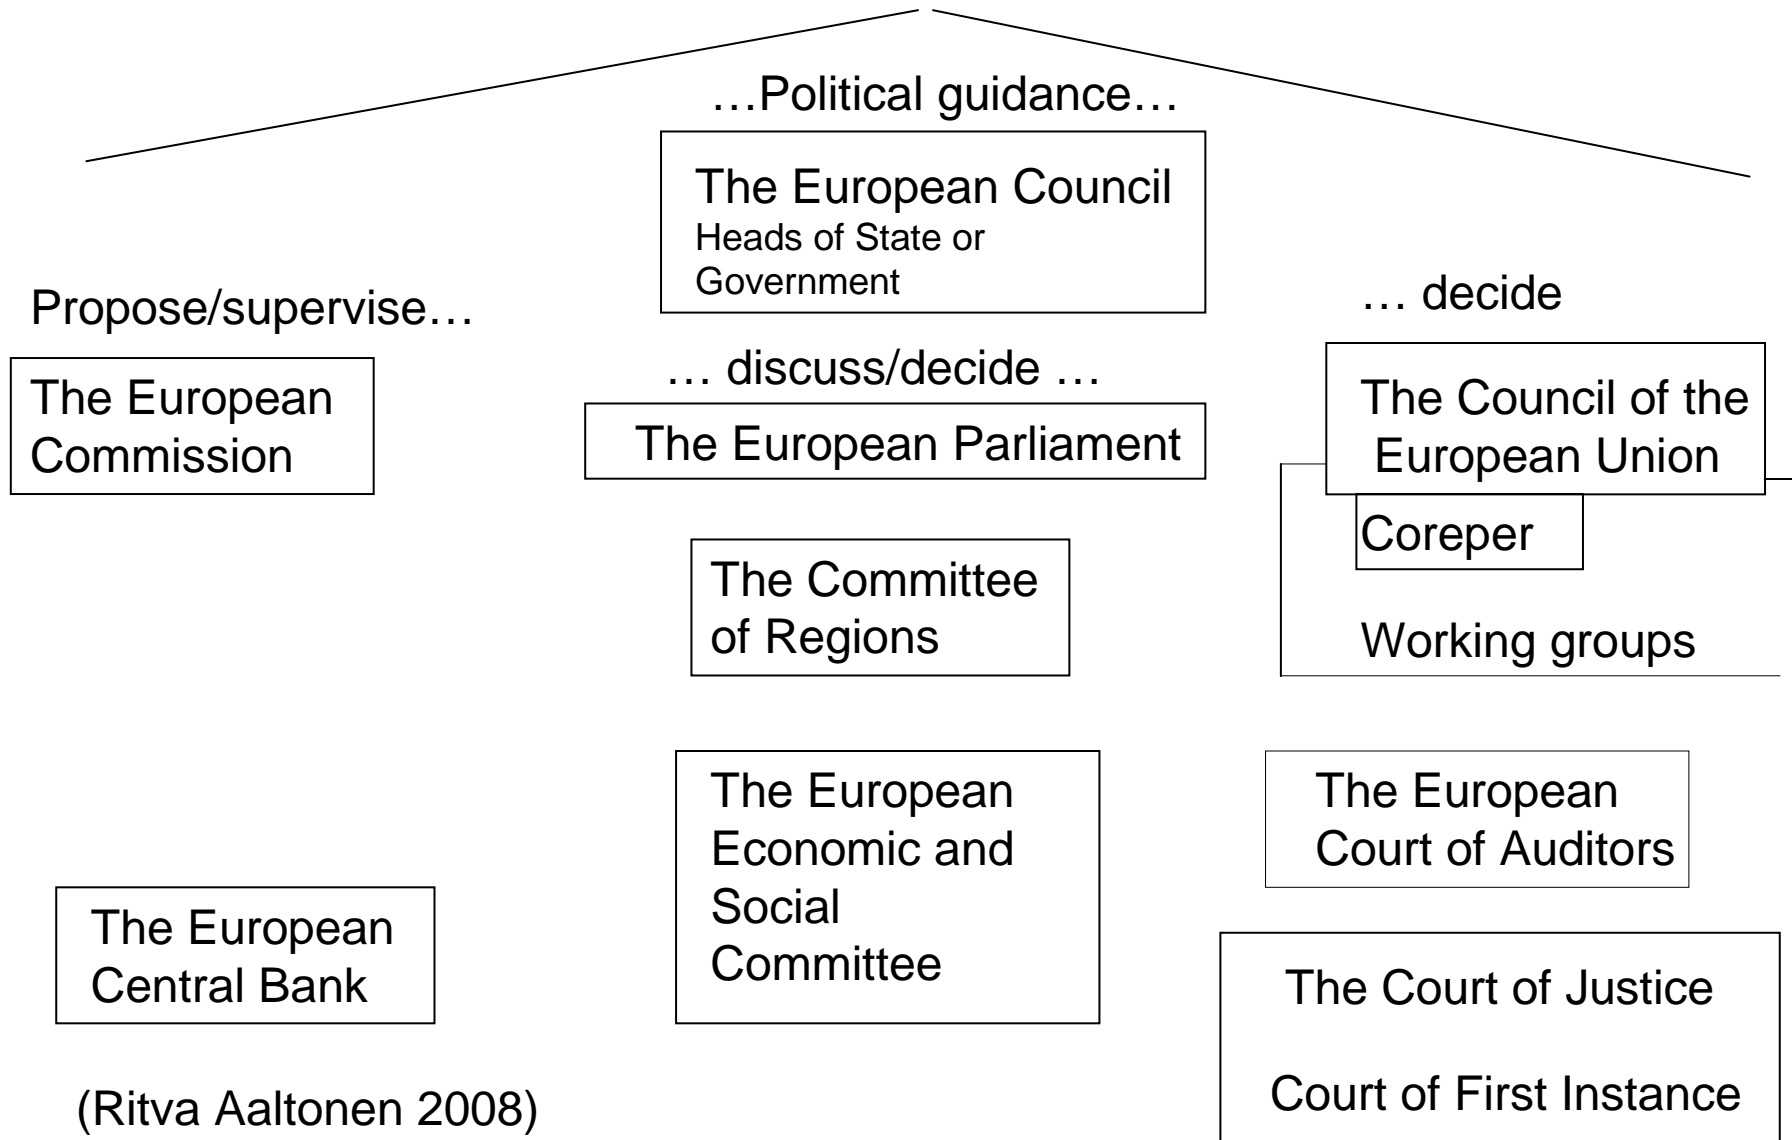 …Political guidance…
The European Council
Heads of State or
Government
Propose/supervise…
The European
Commission
… discuss/decide …
The European Parliament
… decide
The Council of the
European Union
Coreper
Working groups
The Committee
of Regions
The European
Economic and
Social
Committee
The European
Court of Auditors
The European
Central Bank
The Court of Justice
Court of First Instance
(Ritva Aaltonen 2008)